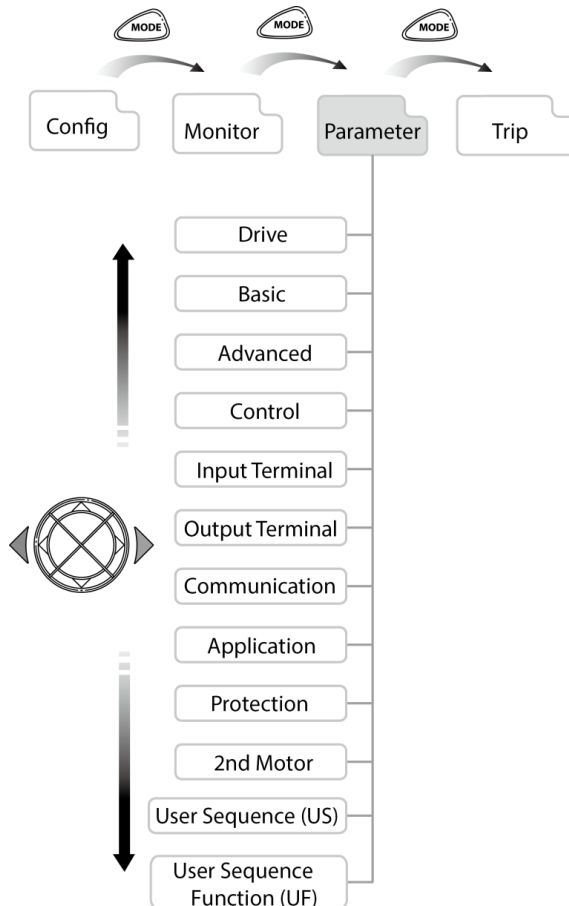 MODE MODE MODE
Config Monitor Parameter Trip
Drive
Basic
Advanced
Control
Input Terminal
Output Terminal
Communication
Application
Protection
2nd Motor
User Sequence (US)
User Sequence
Function (UF)